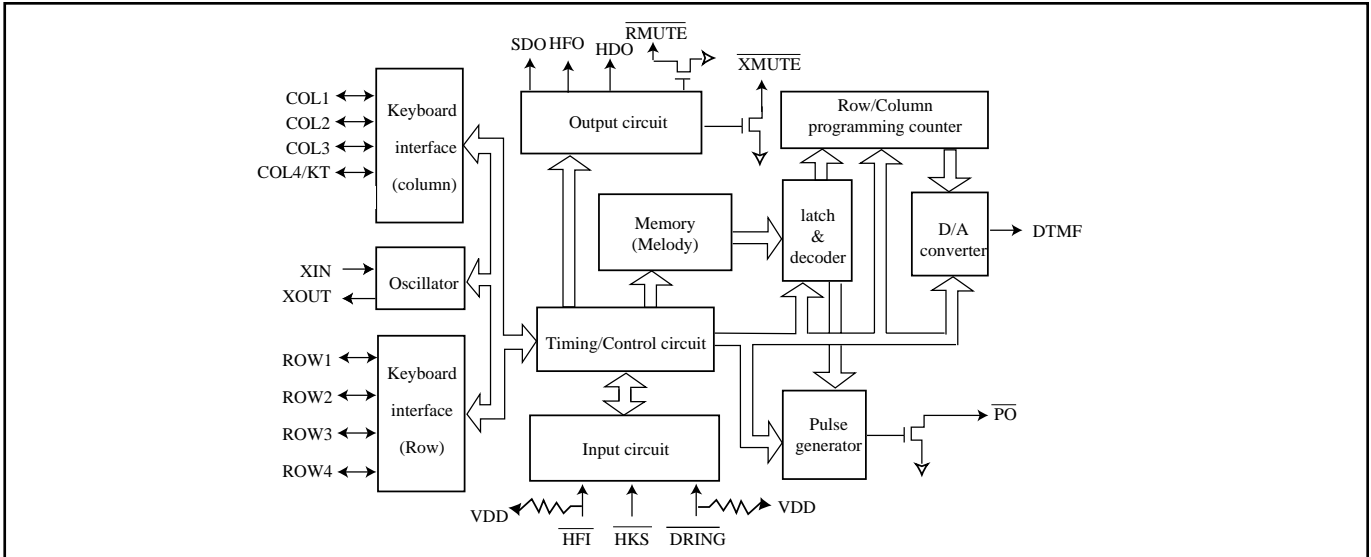 RMUTE
SDO
HFO
HDO
XMUTE
COL1
COL2
COL3
COL4/KT
Keyboard
interface
(column)
Output circuit
Row/Column
programming counter
Memory
(Melody)
latch
&
decoder
D/A
converter
DTMF
XIN
XOUT
Oscillator
Timing/Control circuit
ROW1
ROW2
ROW3
ROW4
Keyboard
interface
(Row)
Input circuit
Pulse
generator
PO
VDD
VDD
HFI
HKS
DRING